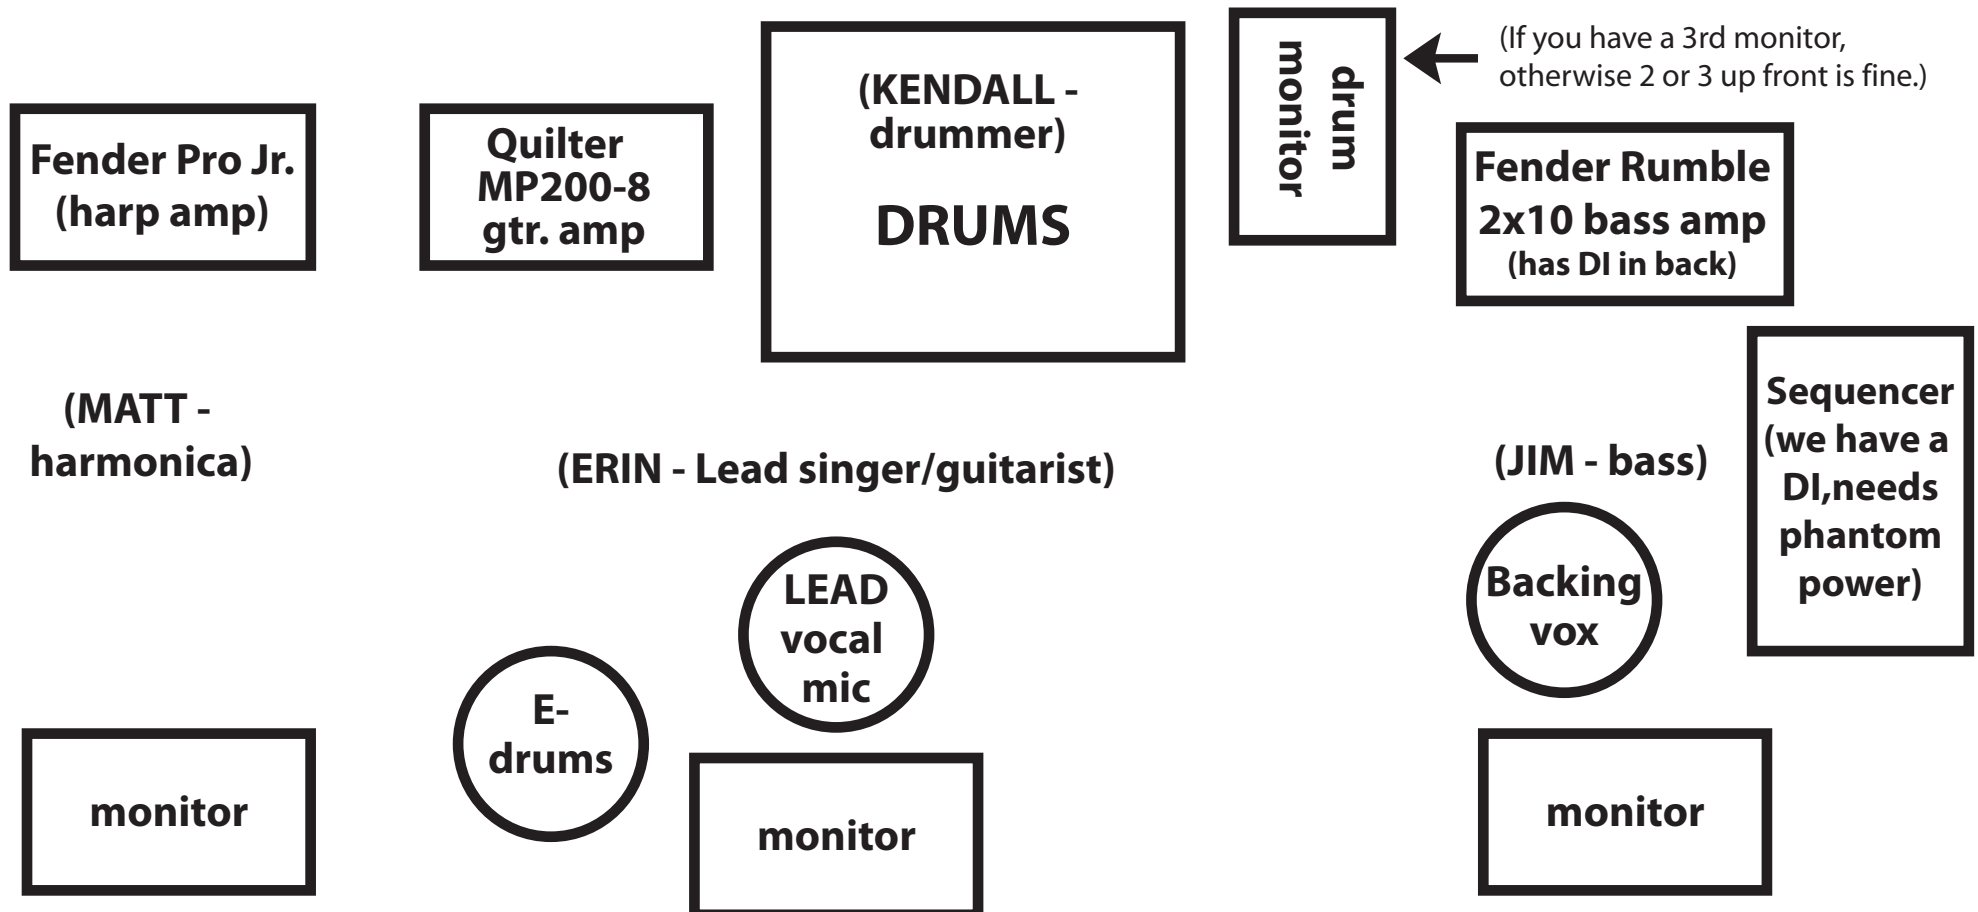 (If you have a 3rd monitor,
otherwise 2 or 3 up front is fine.)
Fender Pro Jr.
(harp amp)
Quilter
MP200-8
gtr. amp
(KENDALL -
drummer)
DRUMS
drum
monitor
Fender Rumble
2x10 bass amp
(has DI in back)
(MATT -
harmonica)
(ERIN - Lead singer/guitarist)
(JIM - bass)
Sequencer
(we have a
DI,needs
phantom
power)
LEAD
vocal
mic
Backing
vox
E-
drums
monitor
monitor
monitor